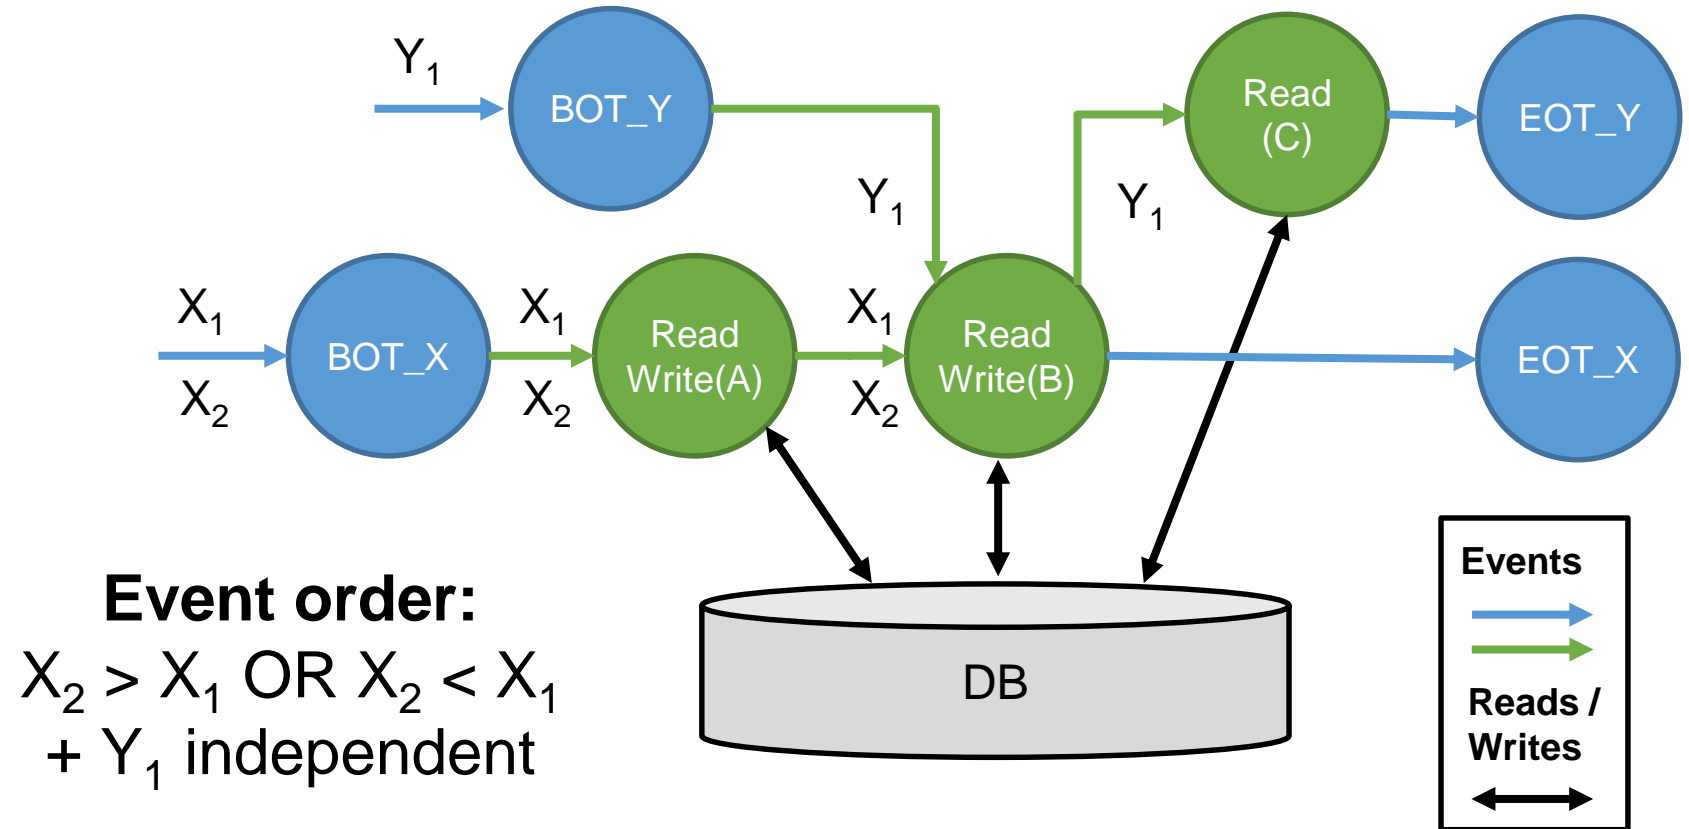 Y₁
BOT_Y
Read
(C)
EOT_Y
Y₁
Y₁
X₁
X₂
BOT_X
X₁
X₂
Read
Write(A)
X₁
X₂
Read
Write(B)
EOT_X
Event order:
X₂ > X₁ OR X₂ < X₁
+ Y₁ independent
DB
Events
Reads /
Writes